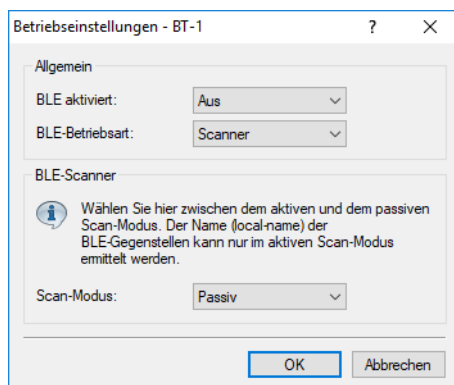 Betriebseinstellungen - BT-1 ?
Allgemein
BLE aktiviert: Aus
BLE-Betriebsart: Scanner
BLE-Scanner
Wählen Sie hier zwischen dem aktiven und dem passiven
Scan-Modus. Der Name (local-name) der
BLE-Gegenstellen kann nur im aktiven Scan-Modus
ermittelt werden.
Scan-Modus: Passiv
OK Abbrechen